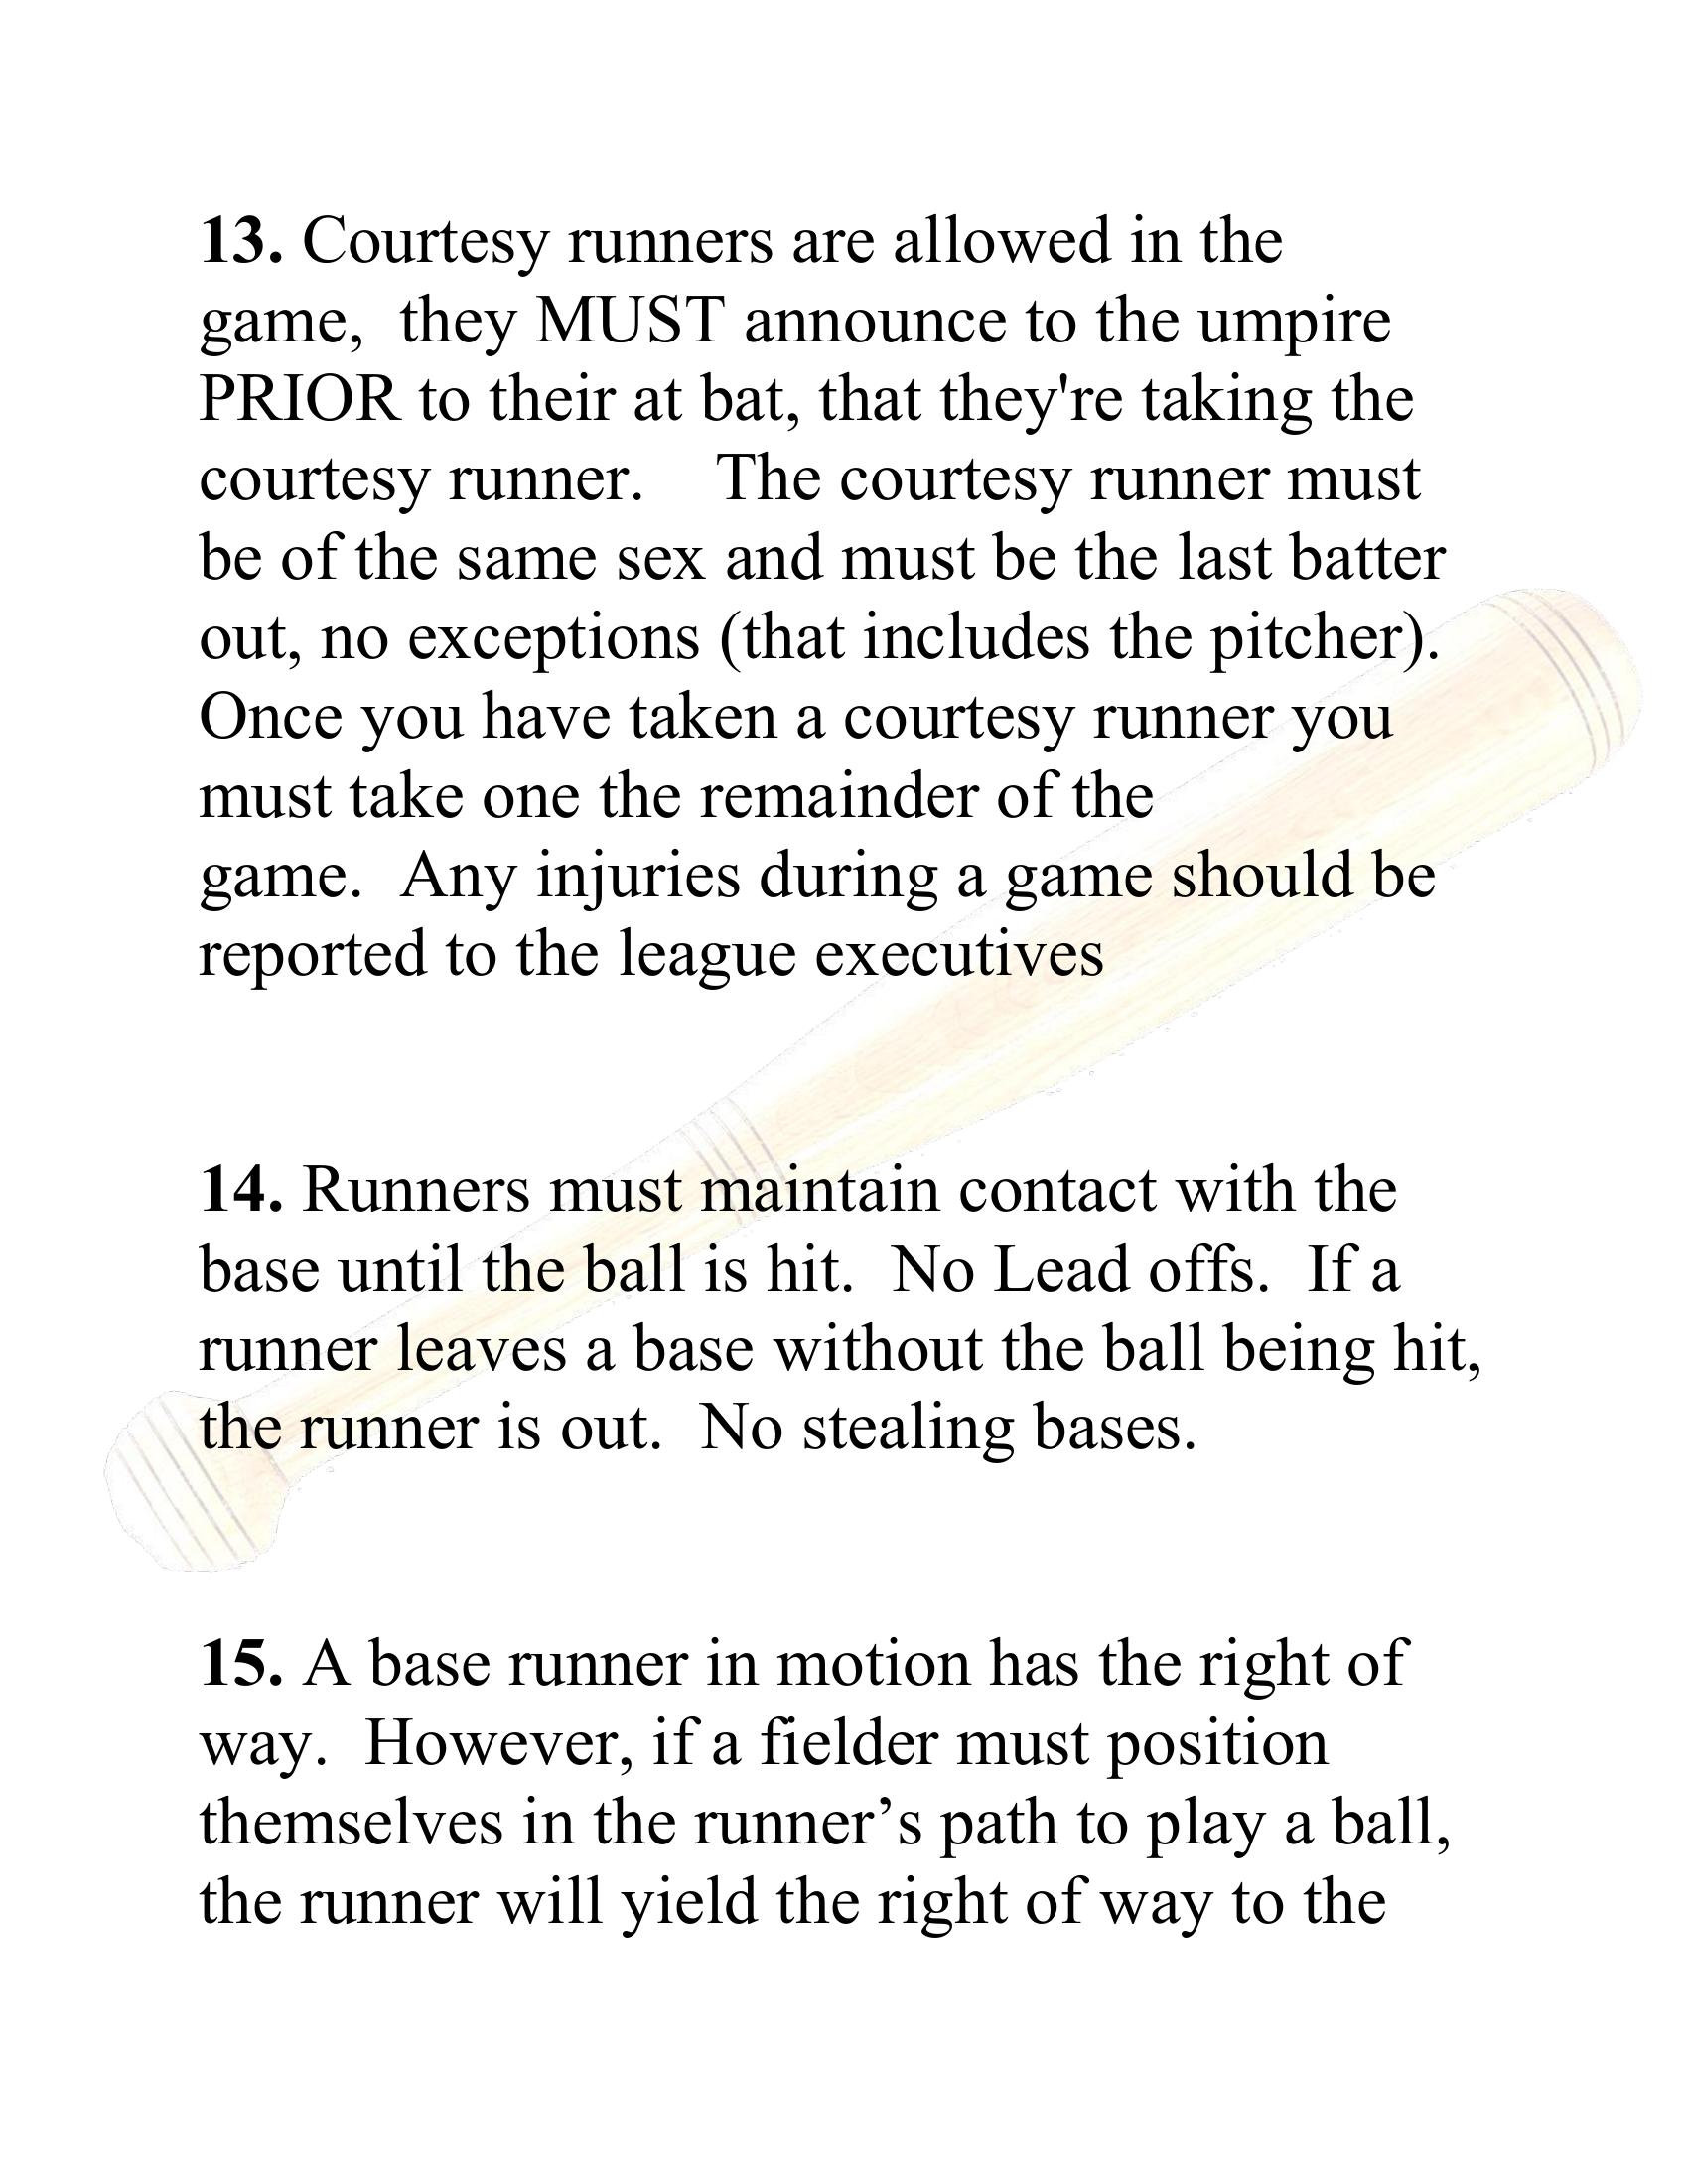 13. Courtesy runners are allowed in the
game,  they MUST announce to the umpire
PRIOR to their at bat, that they're taking the
courtesy runner.    The courtesy runner must
be of the same sex and must be the last batter
out, no exceptions (that includes the pitcher).
Once you have taken a courtesy runner you
must take one the remainder of the
game.  Any injuries during a game should be
reported to the league executives
14. Runners must maintain contact with the
base until the ball is hit.  No Lead offs.  If a
runner leaves a base without the ball being hit,
the runner is out.  No stealing bases.
15. A base runner in motion has the right of
way.  However, if a fielder must position
themselves in the runner’s path to play a ball,
the runner will yield the right of way to the